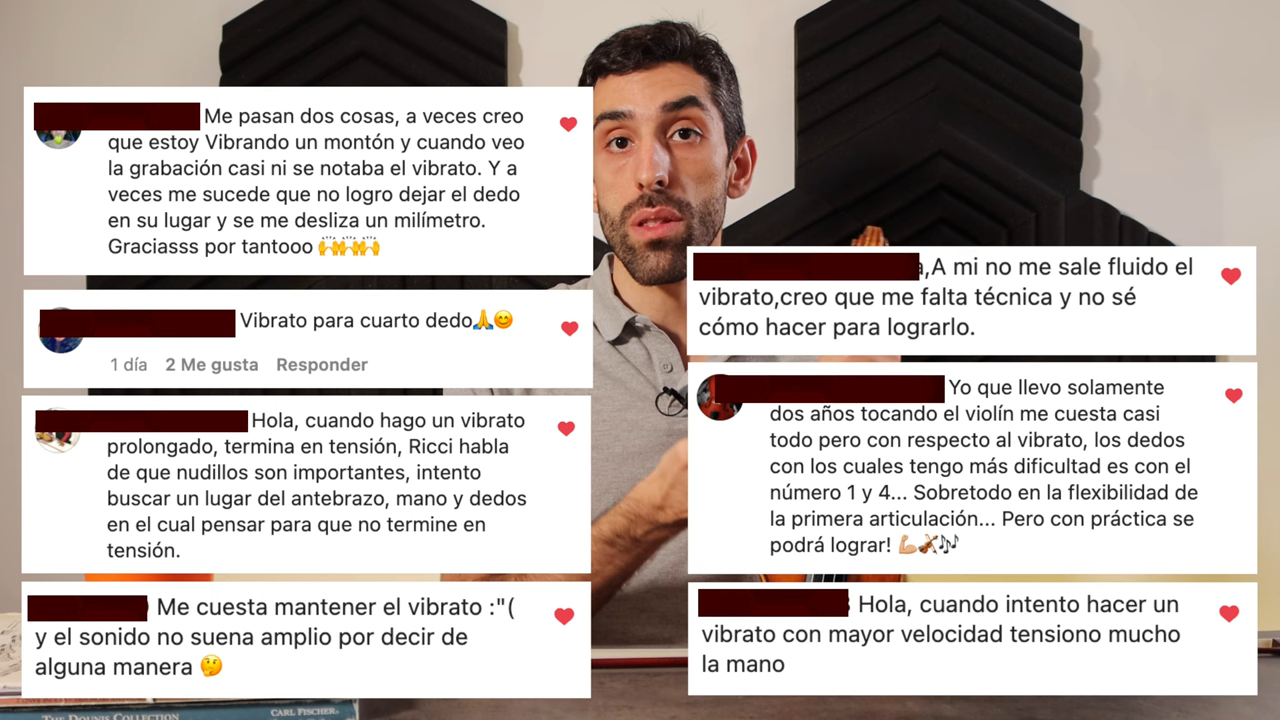 Me pasan dos cosas, a veces creo
que estoy Vibrando un montón y cuando veo
la grabación casi ni se notaba el vibrato. Y a
veces me sucede que no logro dejar el dedo
en su lugar y se me desliza un milímetro.
Graciasss por tantooo 🙌🙌🙌
Vibrato para cuarto dedo🙏😊
1 día 2 Me gusta Responder
Hola, cuando hago un vibrato
prolongado, termina en tensión, Ricci habla
de que nudillos son importantes, intento
buscar un lugar del antebrazo, mano y dedos
en el cual pensar para que no termine en
tensión.
Me cuesta mantener el vibrato :"(
y el sonido no suena amplio por decir de
alguna manera 🤔
,A mi no me sale fluido el
vibrato,creo que me falta técnica y no sé
cómo hacer para lograrlo.
Yo que llevo solamente
dos años tocando el violín me cuesta casi
todo pero con respecto al vibrato, los dedos
con los cuales tengo más dificultad es con el
número 1 y 4... Sobretodo en la flexibilidad de
la primera articulación... Pero con práctica se
podrá lograr! 💪🏼🎻🎶
Hola, cuando intento hacer un
vibrato con mayor velocidad tensiono mucho
la mano
THE DOUNIS COLLECTION CARL FISCHER